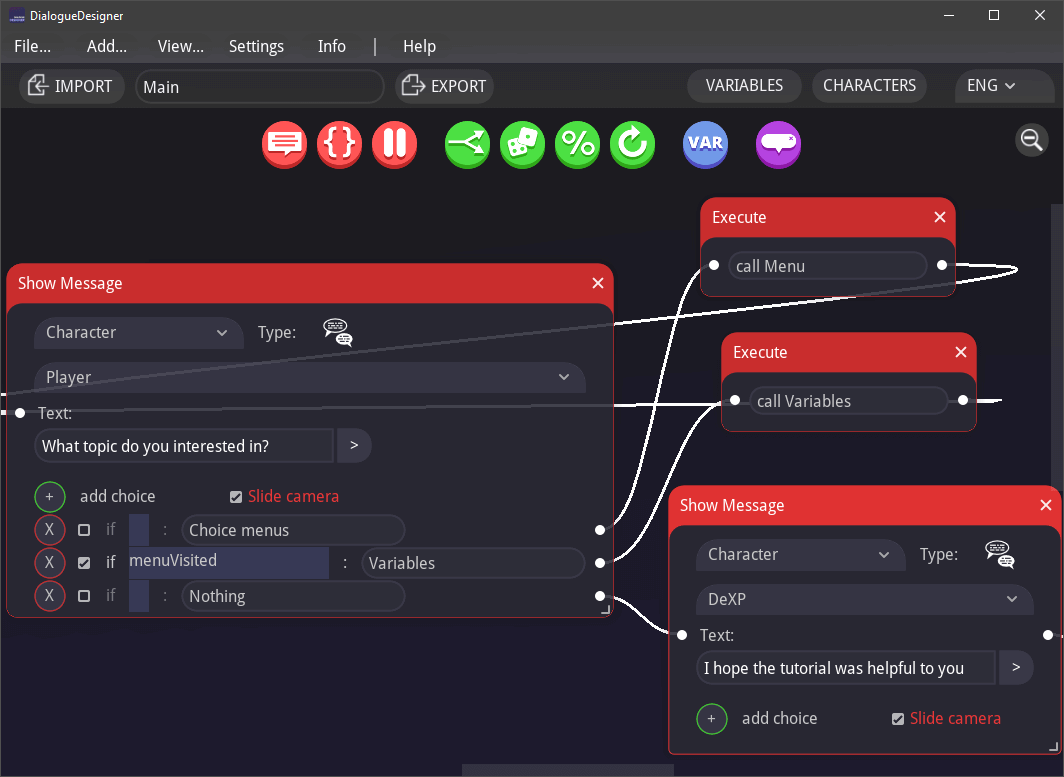 DialogueDesigner
File... Add... View... Settings Info | Help
IMPORT Main EXPORT VARIABLES CHARACTERS ENG
{} % VAR
Execute
call Menu
Show Message
Character Type:
Player
Text:
What topic do you interested in? >
+ add choice Slide camera
X if : Choice menus
X if menuVisited : Variables
X if : Nothing
Execute
call Variables
Show Message
Character Type:
DeXP
Text:
I hope the tutorial was helpful to you >
+ add choice Slide camera